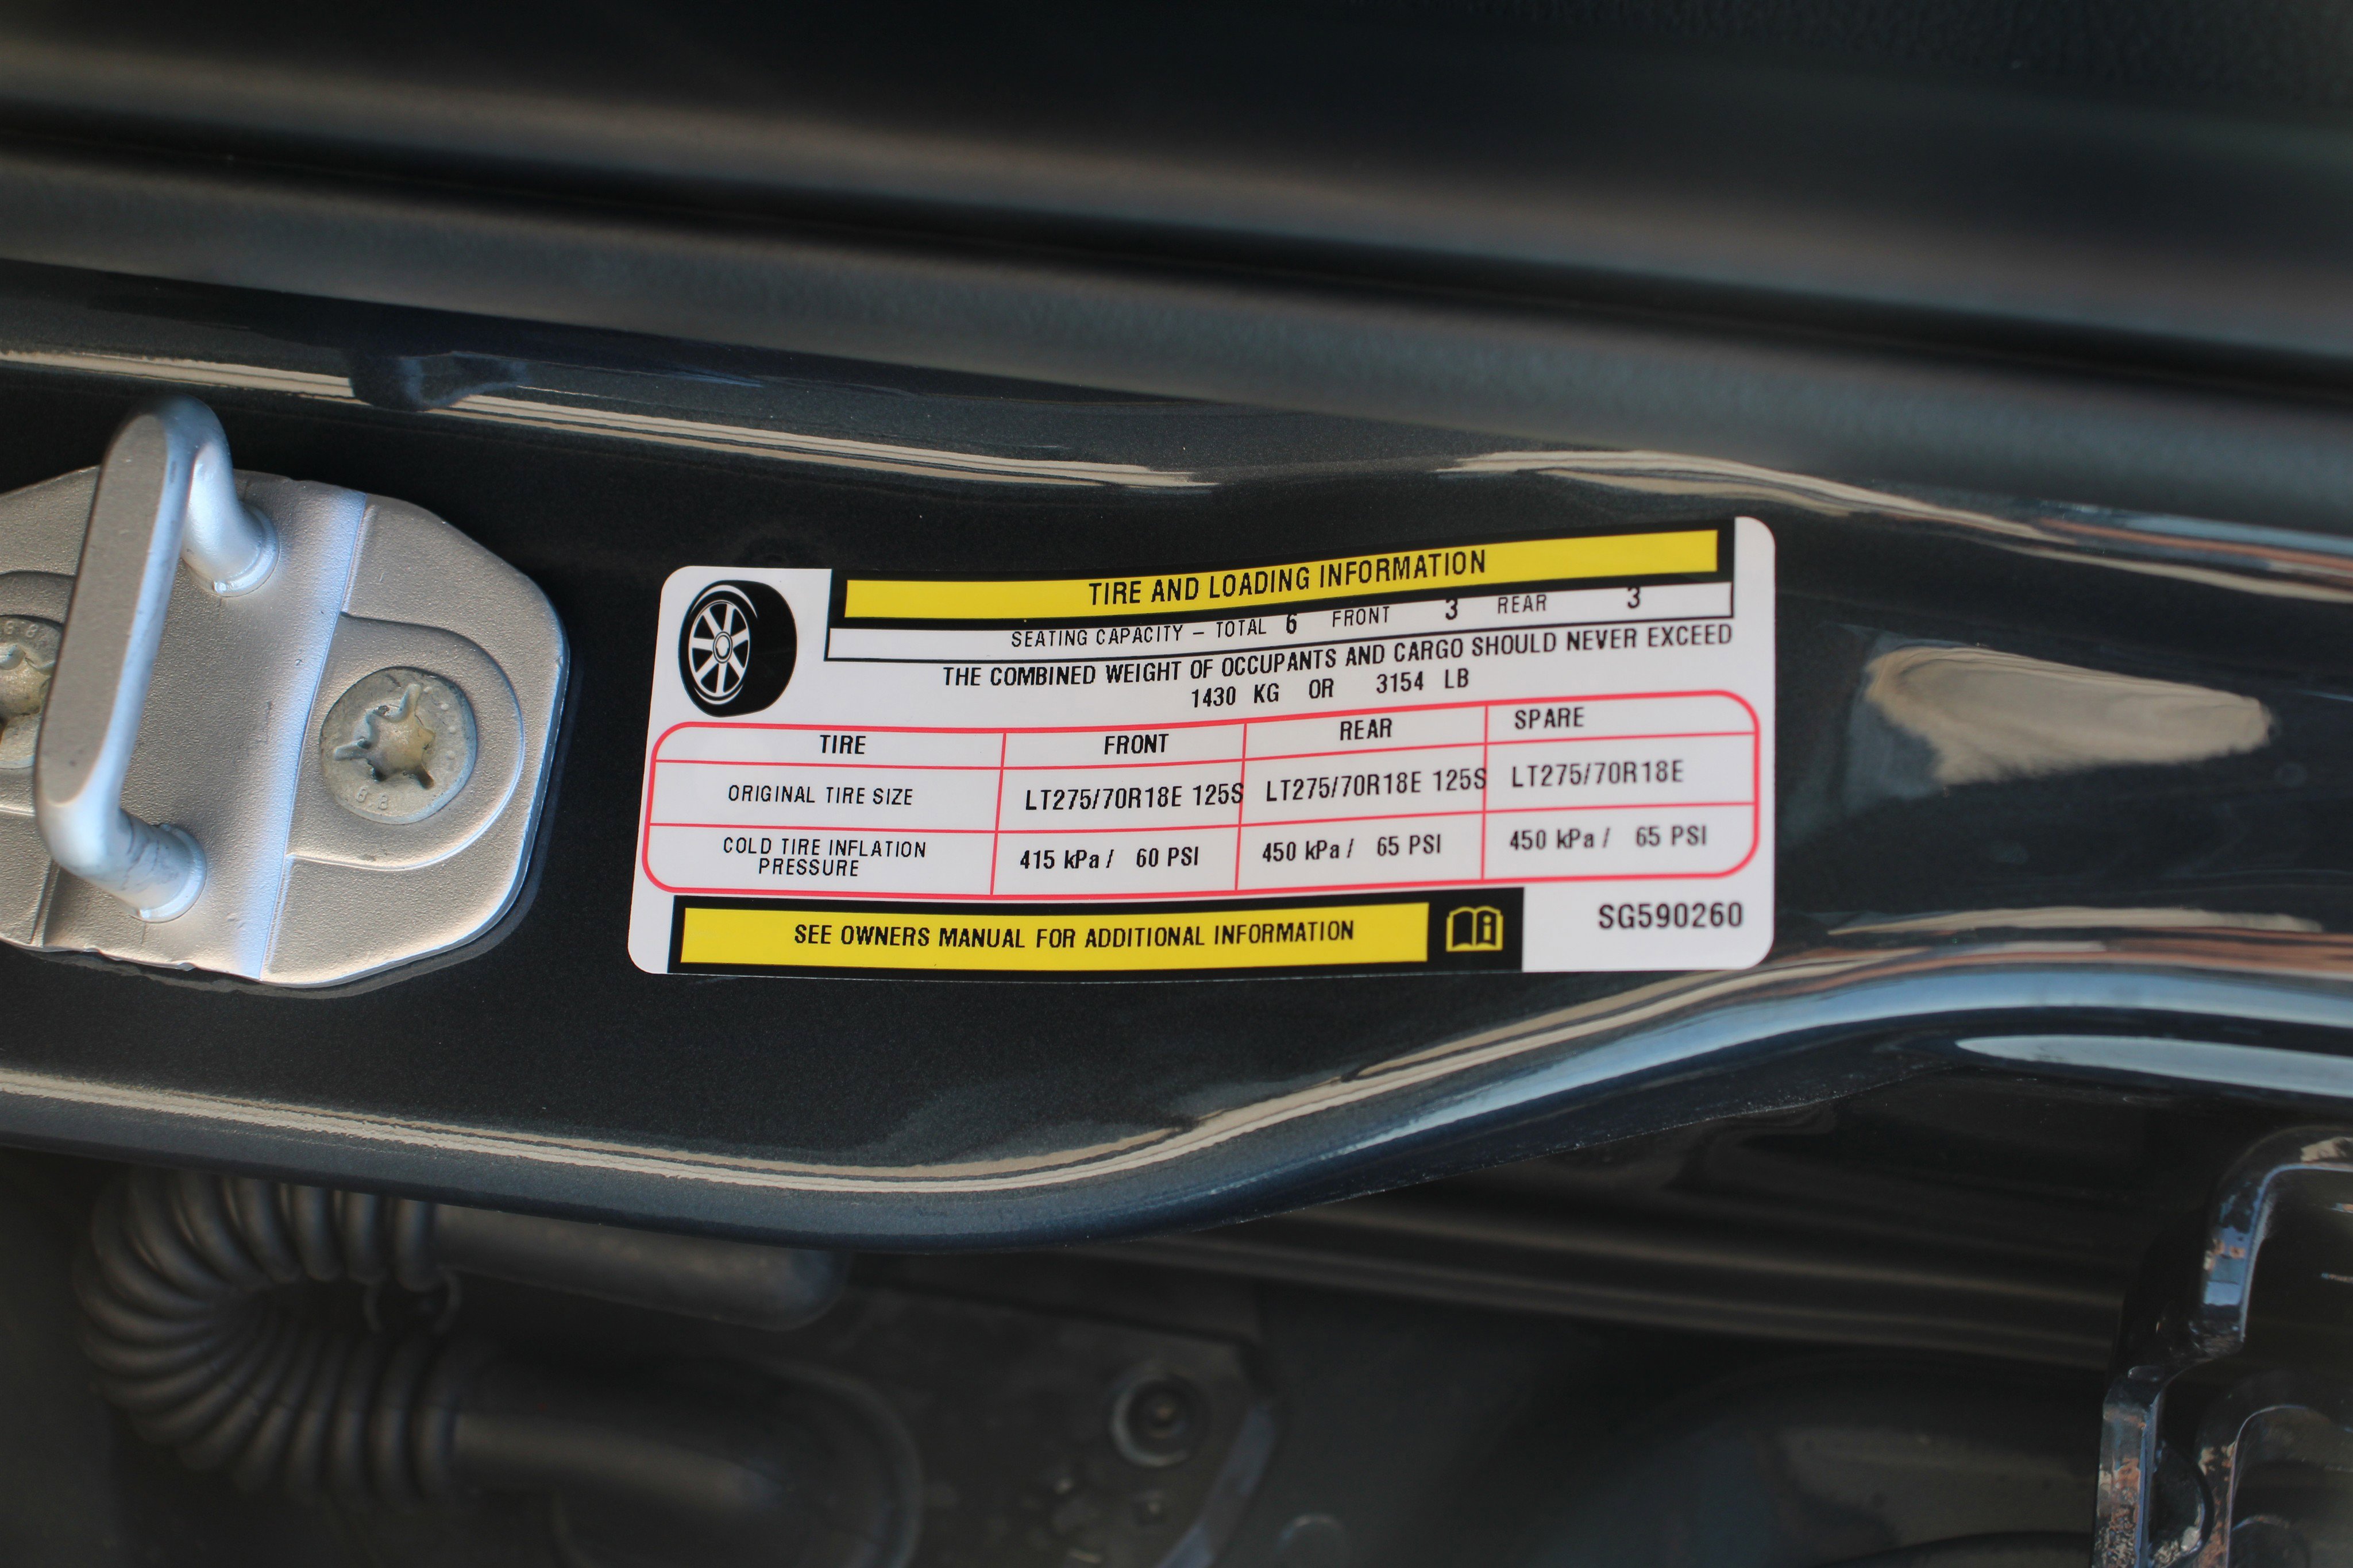 TIRE AND LOADING INFORMATION
SEATING CAPACITY – TOTAL 6 FRONT 3 REAR 3
THE COMBINED WEIGHT OF OCCUPANTS AND CARGO SHOULD NEVER EXCEED
1430 KG OR 3154 LB
TIRE FRONT REAR SPARE
ORIGINAL TIRE SIZE LT275/70R18E 125S LT275/70R18E 125S LT275/70R18E
COLD TIRE INFLATION
PRESSURE 415 kPa / 60 PSI 450 kPa / 65 PSI 450 kPa / 65 PSI
SEE OWNERS MANUAL FOR ADDITIONAL INFORMATION
SG590260